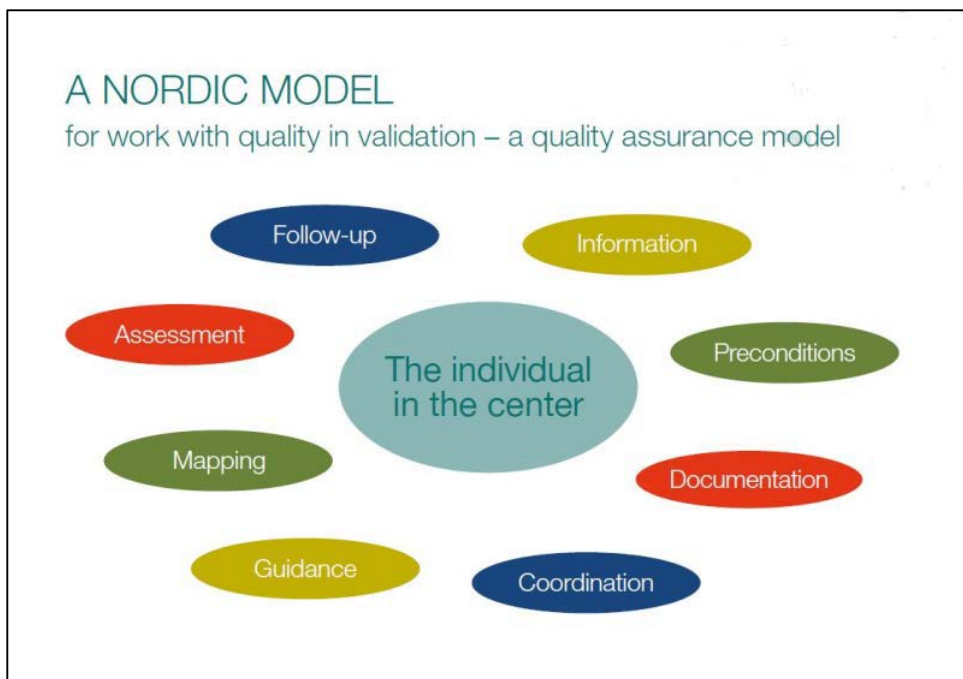 A NORDIC MODEL
for work with quality in validation – a quality assurance model
Follow-up
Information
Assessment
The individual
in the center
Preconditions
Mapping
Documentation
Guidance
Coordination